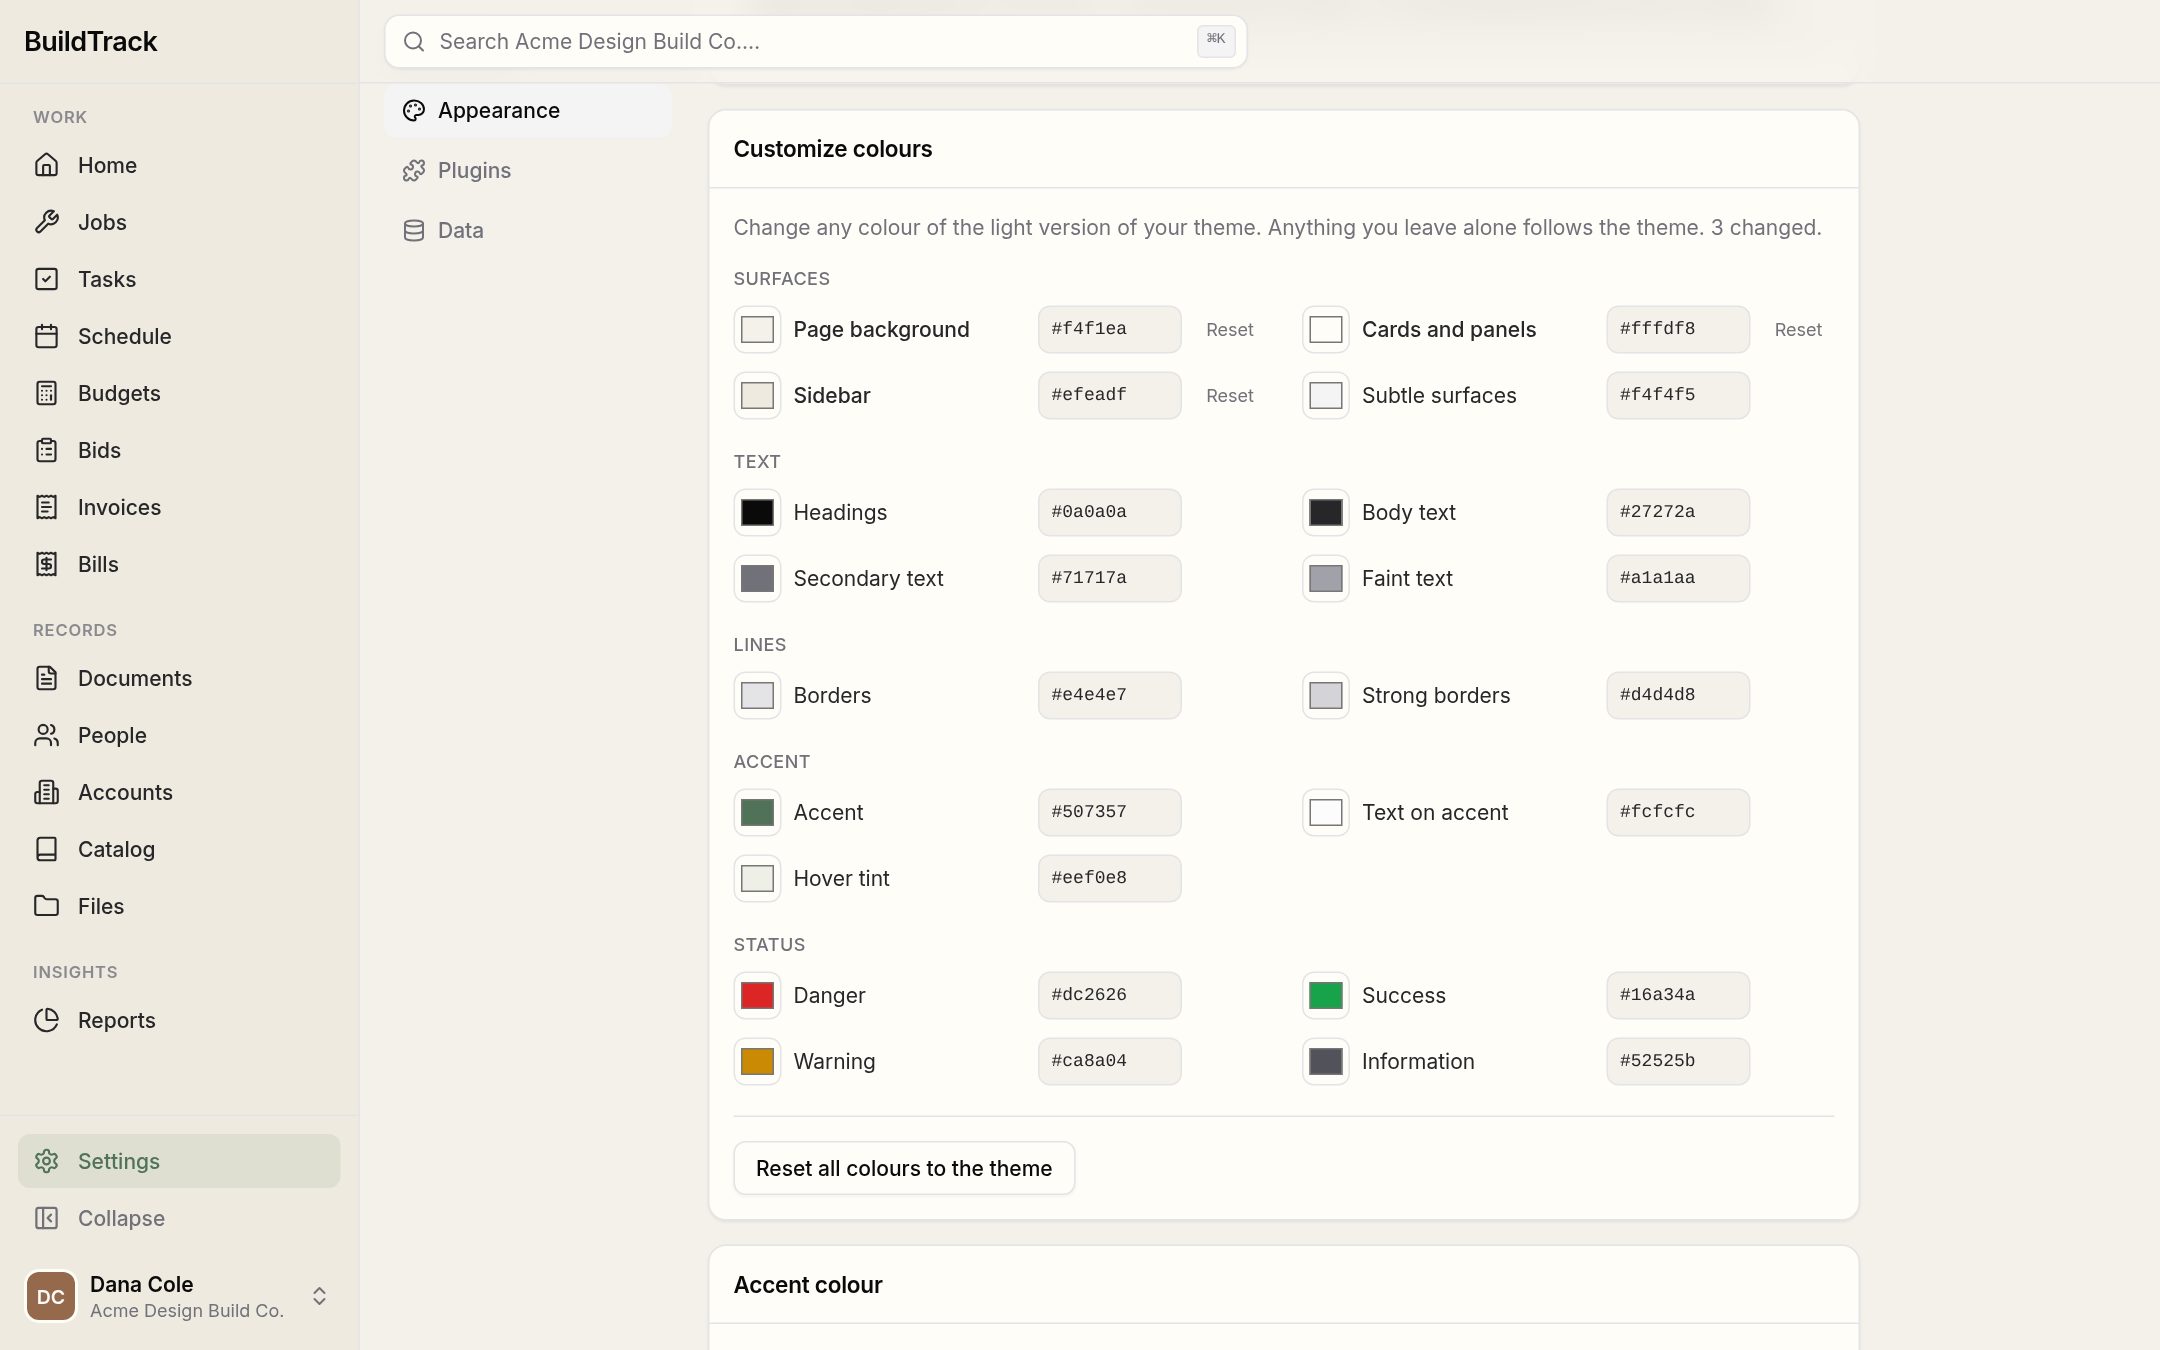 BuildTrack
Search Acme Design Build Co....
⌘K
WORK
Home
Jobs
Tasks
Schedule
Budgets
Bids
Invoices
Bills
RECORDS
Documents
People
Accounts
Catalog
Files
INSIGHTS
Reports
Settings
Collapse
DC
Dana Cole
Acme Design Build Co.
Appearance
Plugins
Data
Customize colours
Change any colour of the light version of your theme. Anything you leave alone follows the theme. 3 changed.
SURFACES
Page background #f4f1ea Reset
Cards and panels #fffdf8 Reset
Sidebar #efeadf Reset
Subtle surfaces #f4f4f5
TEXT
Headings #0a0a0a
Body text #27272a
Secondary text #71717a
Faint text #a1a1aa
LINES
Borders #e4e4e7
Strong borders #d4d4d8
ACCENT
Accent #507357
Text on accent #fcfcfc
Hover tint #eef0e8
STATUS
Danger #dc2626
Success #16a34a
Warning #ca8a04
Information #52525b
Reset all colours to the theme
Accent colour